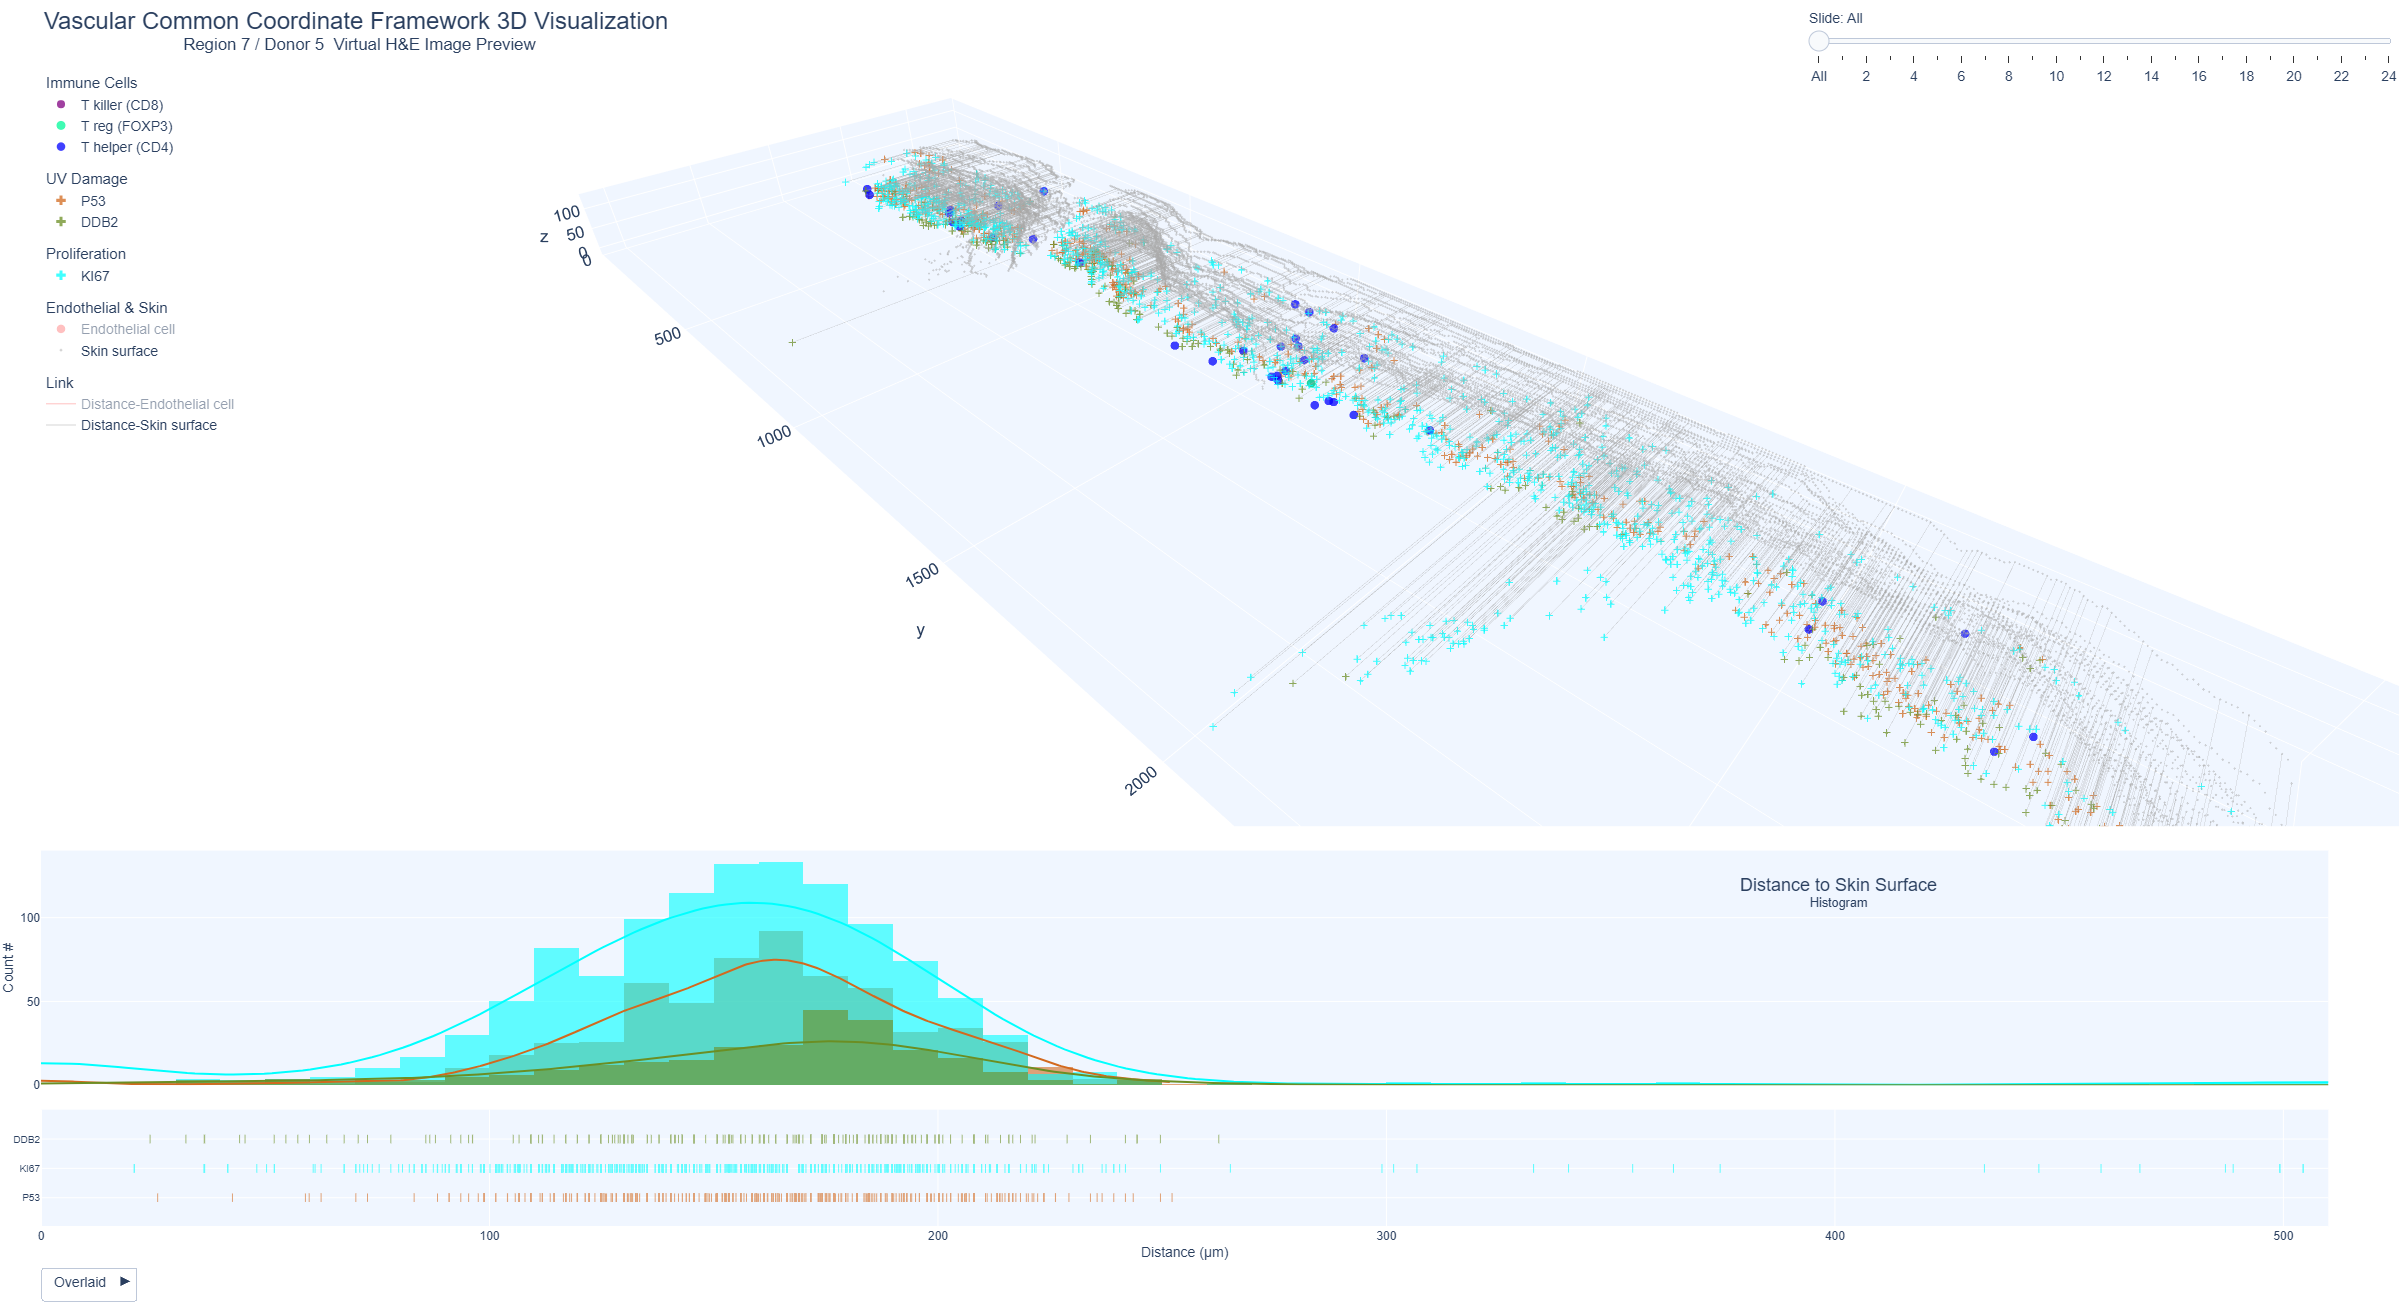 Vascular Common Coordinate Framework 3D Visualization
Region 7 / Donor 5  Virtual H&E Image Preview
Slide: All
All 2 4 6 8 10 12 14 16 18 20 22 24
Immune Cells
T killer (CD8)
T reg (FOXP3)
T helper (CD4)
UV Damage
P53
DDB2
Proliferation
KI67
Endothelial & Skin
Endothelial cell
Skin surface
Link
Distance-Endothelial cell
Distance-Skin surface
100
z 50
0
0
500
1000
1500
y
2000
Distance to Skin Surface
Histogram
100
Count #
50
0
DDB2
KI67
P53
0 100 200 300 400 500
Distance (μm)
Overlaid ►